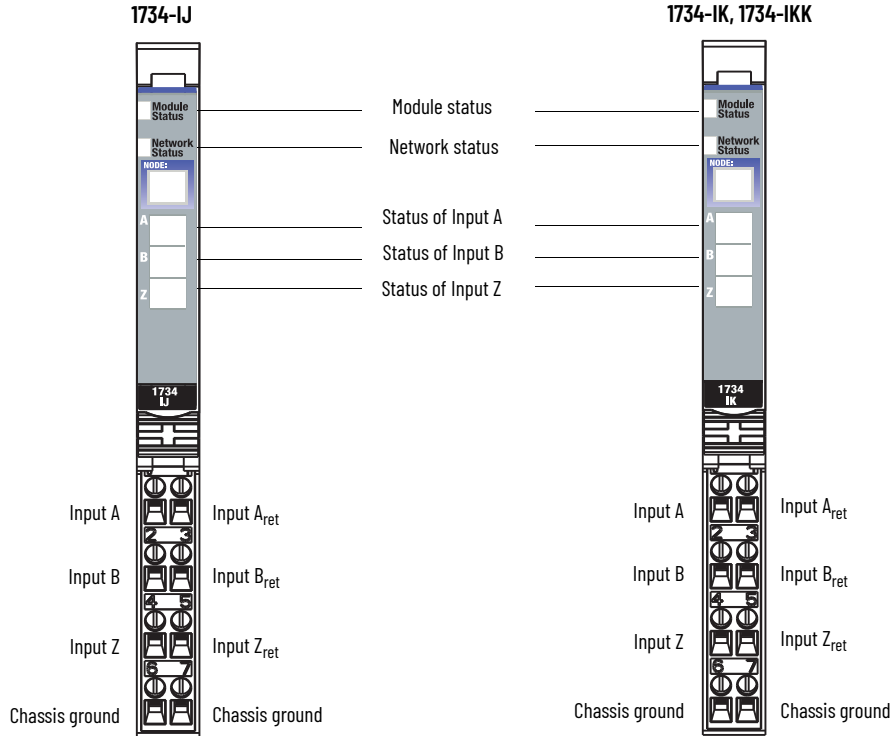 1734-IJ
1734-IK, 1734-IKK
Module
Status
Network
Status
NODE:
A
B
Z
1734
IJ
Module status
Network status
Status of Input A
Status of Input B
Status of Input Z
Module
Status
Network
Status
NODE:
A
B
Z
1734
IK
Input A
Input Aret
2 3
Input B
Input Bret
4 5
Input Z
Input Zret
6 7
Chassis ground
Chassis ground
Input A
Input Aret
2 3
Input B
Input Bret
4 5
Input Z
Input Zret
6 7
Chassis ground
Chassis ground